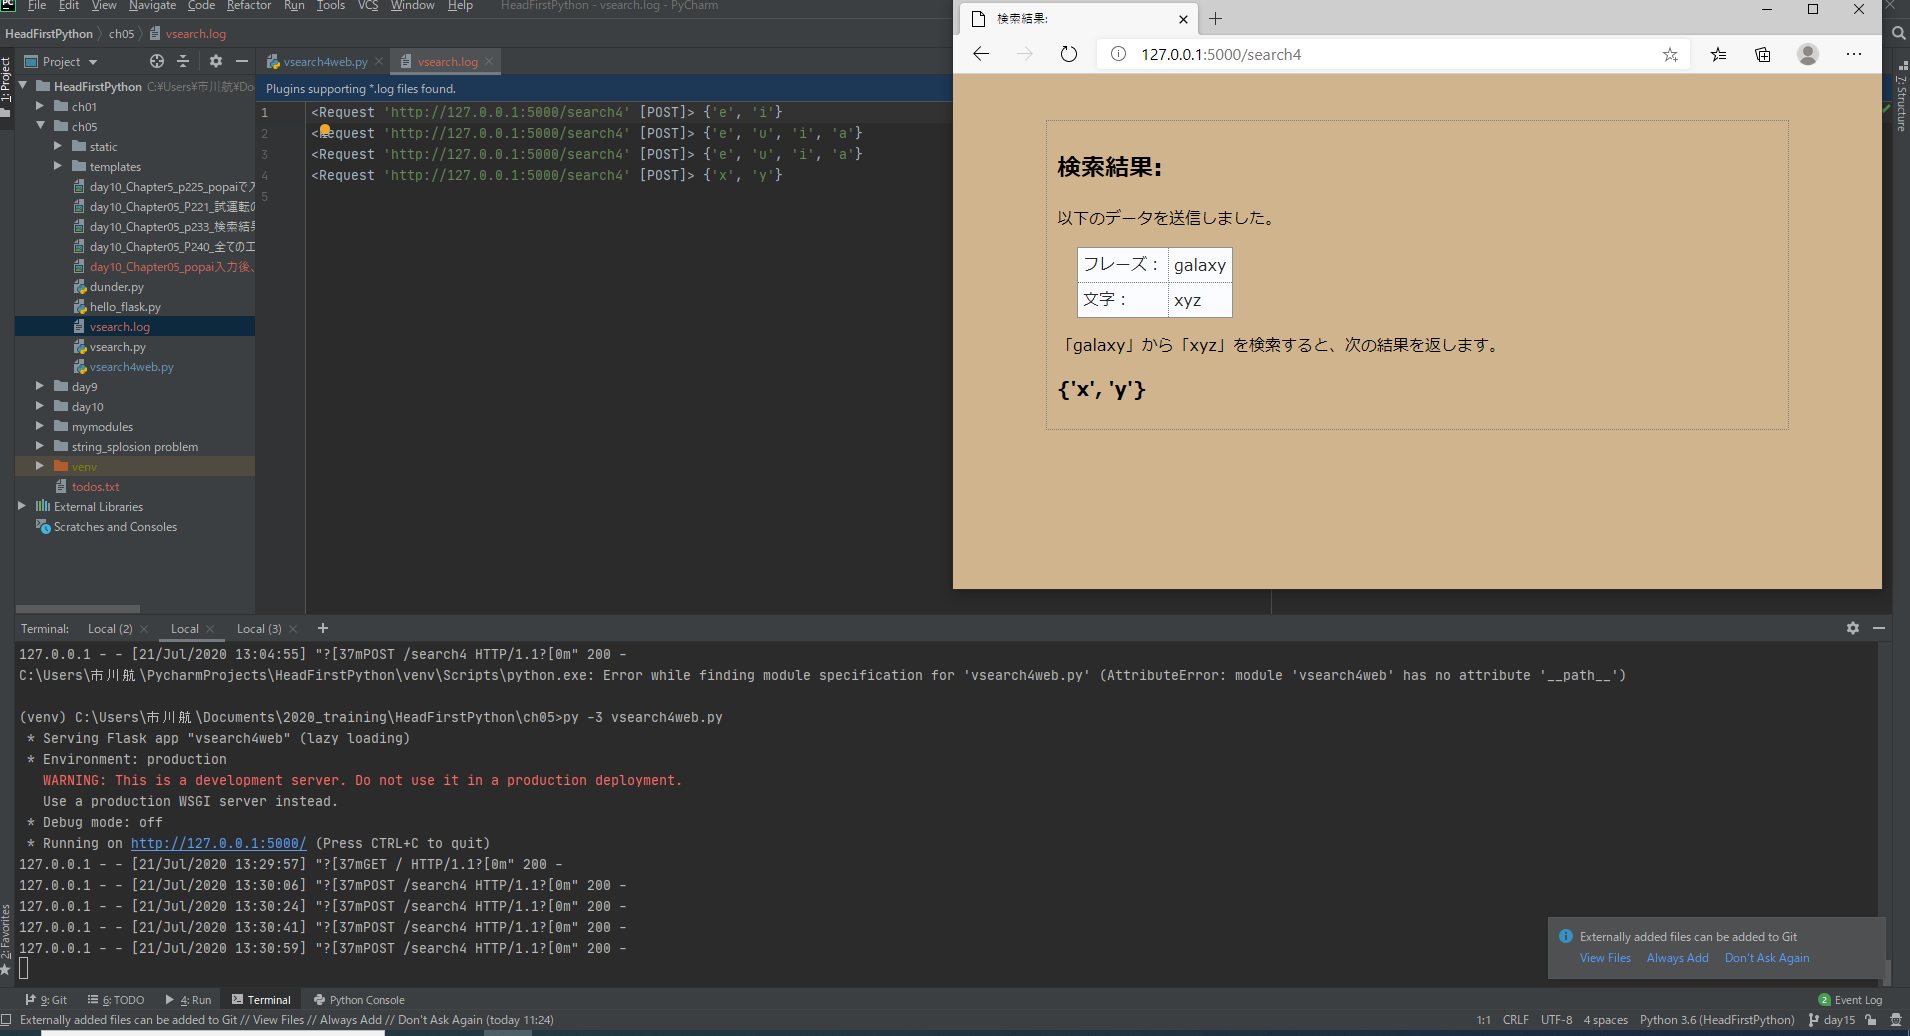 File Edit View Navigate Code Refactor Run Tools VCS Window Help HeadFirstPython - vsearch.log - PyCharm
HeadFirstPython ch05 vsearch.log
1: Project
Project
vsearch4web.py
vsearch.log
HeadFirstPython C:¥Users¥市川航¥Do
ch01
ch05
static
templates
day10_Chapter5_p225_popaiで入
day10_Chapter05_P221_試運転の
day10_Chapter05_p233_検索結果
day10_Chapter05_P240_全ての工
day10_Chapter05_popai入力後、
dunder.py
hello_flask.py
vsearch.log
vsearch.py
vsearch4web.py
day9
day10
mymodules
string_splosion problem
venv
todos.txt
External Libraries
Scratches and Consoles
Plugins supporting *.log files found.
1 <Request 'http://127.0.0.1:5000/search4' [POST]> {'e', 'i'}
2 <Request 'http://127.0.0.1:5000/search4' [POST]> {'e', 'u', 'i', 'a'}
3 <Request 'http://127.0.0.1:5000/search4' [POST]> {'e', 'u', 'i', 'a'}
4 <Request 'http://127.0.0.1:5000/search4' [POST]> {'x', 'y'}
5
検索結果:
127.0.0.1:5000/search4
検索結果:
以下のデータを送信しました。
フレーズ： galaxy
文字： xyz
「galaxy」から「xyz」を検索すると、次の結果を返します。
{'x', 'y'}
Z: Structure
Terminal: Local (2) Local Local (3)
127.0.0.1 - - [21/Jul/2020 13:04:55] "?[37mPOST /search4 HTTP/1.1?[0m" 200 -
C:\Users\市川航\PycharmProjects\HeadFirstPython\venv\Scripts\python.exe: Error while finding module specification for 'vsearch4web.py' (AttributeError: module 'vsearch4web' has no attribute '__path__')
(venv) C:\Users\市川航\Documents\2020_training\HeadFirstPython\ch05>py -3 vsearch4web.py
* Serving Flask app "vsearch4web" (lazy loading)
* Environment: production
WARNING: This is a development server. Do not use it in a production deployment.
Use a production WSGI server instead.
* Debug mode: off
* Running on http://127.0.0.1:5000/ (Press CTRL+C to quit)
127.0.0.1 - - [21/Jul/2020 13:29:57] "?[37mGET / HTTP/1.1?[0m" 200 -
127.0.0.1 - - [21/Jul/2020 13:30:06] "?[37mPOST /search4 HTTP/1.1?[0m" 200 -
127.0.0.1 - - [21/Jul/2020 13:30:24] "?[37mPOST /search4 HTTP/1.1?[0m" 200 -
127.0.0.1 - - [21/Jul/2020 13:30:41] "?[37mPOST /search4 HTTP/1.1?[0m" 200 -
127.0.0.1 - - [21/Jul/2020 13:30:59] "?[37mPOST /search4 HTTP/1.1?[0m" 200 -
2: Favorites
Externally added files can be added to Git
View Files Always Add Don't Ask Again
9: Git 6: TODO 4: Run Terminal Python Console 2 Event Log
Externally added files can be added to Git // View Files // Always Add // Don't Ask Again (today 11:24) 1:1 CRLF UTF-8 4 spaces Python 3.6 (HeadFirstPython) day15